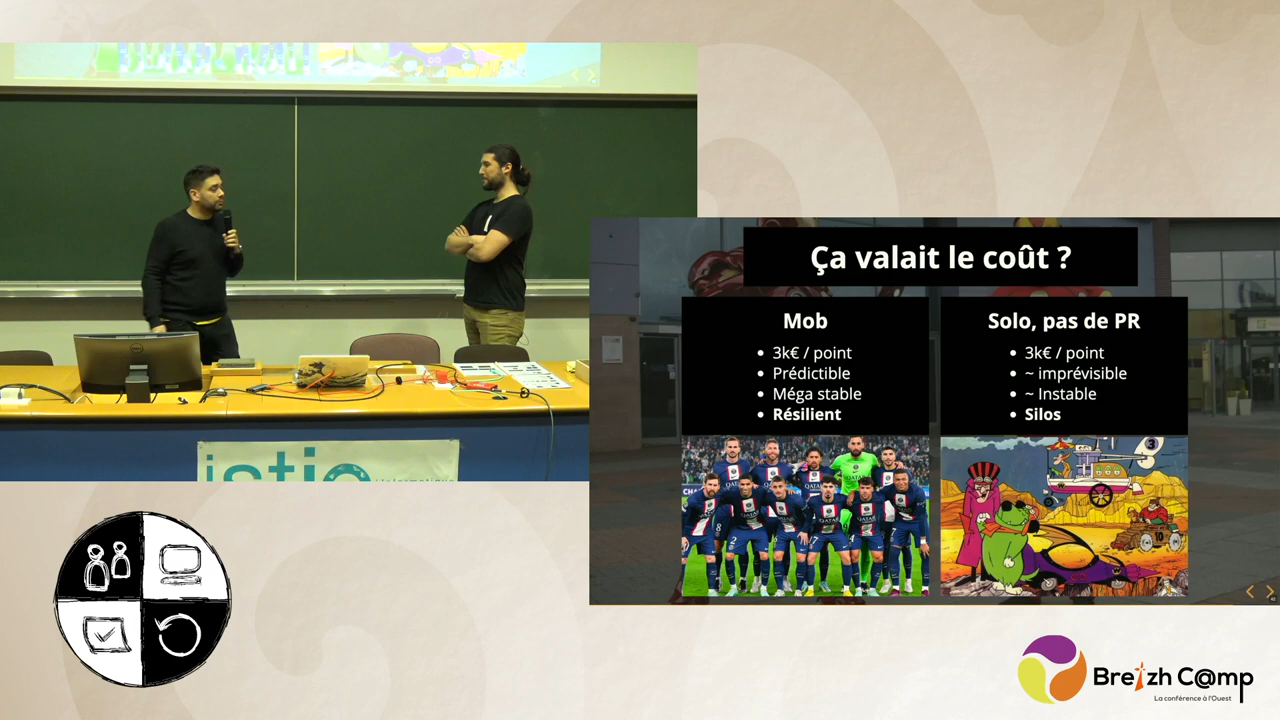 Ça valait le coût ?
Mob
• 3k€ / point
• Prédictible
• Méga stable
• Résilient
Solo, pas de PR
• 3k€ / point
• ~ imprévisible
• ~ Instable
• Silos
istic
Breizh C@mp
La conférence à l'Ouest